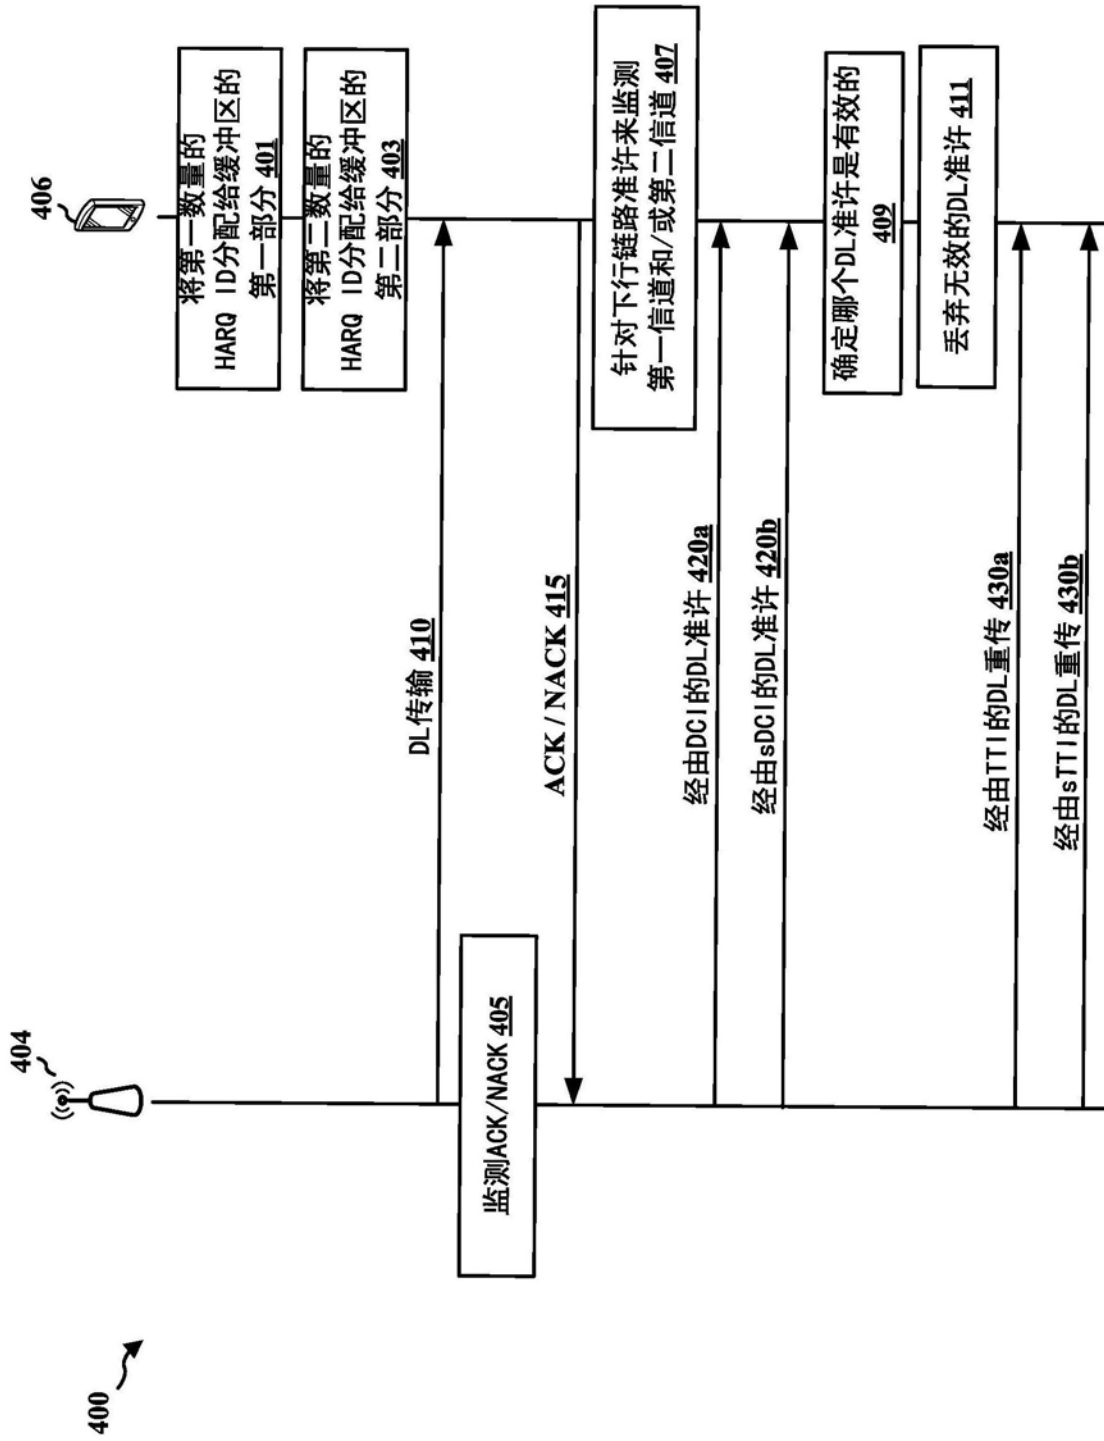 400
404
406
将第一数量的
HARQ ID分配给缓冲区的
第一部分 401
将第二数量的
HARQ ID分配给缓冲区的
第二部分 403
DL传输 410
监测ACK/NACK 405
ACK / NACK 415
针对下行链路准许来监测
第一信道和/或第二信道 407
经由DCI的DL准许 420a
经由sDCI的DL准许 420b
确定哪个DL准许是有效的
409
丢弃无效的DL准许 411
经由TTI的DL重传 430a
经由sTTI的DL重传 430b